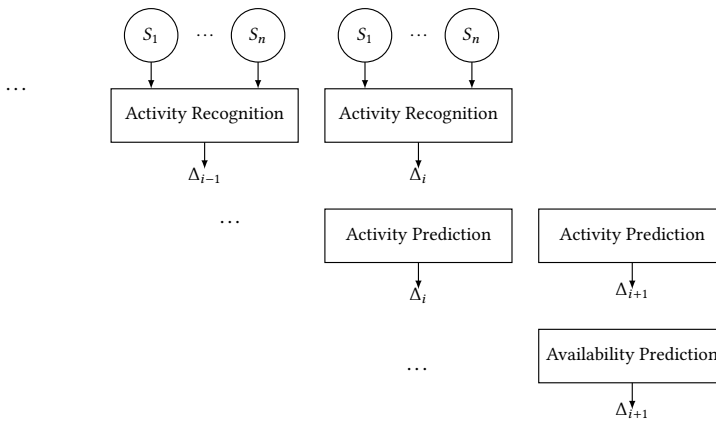 S1 ... Sn S1 ... Sn
...
Activity Recognition Activity Recognition
Δi−1 Δi
...
Activity Prediction Activity Prediction
Δi Δi+1
...
Availability Prediction
Δi+1